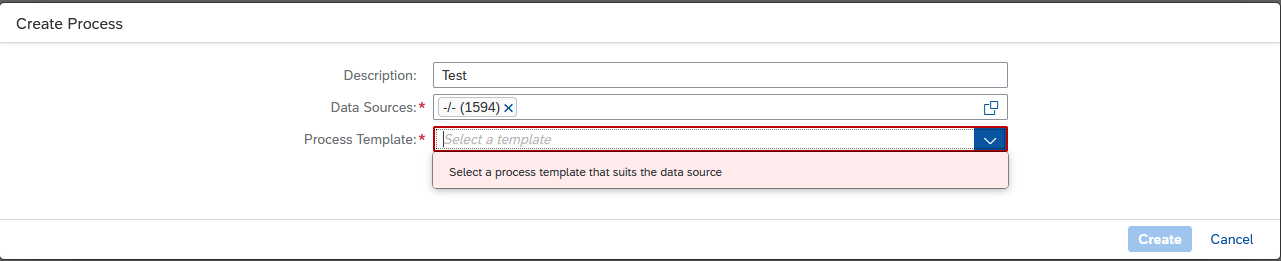 Create Process
Description: Test
Data Sources:* -/- (1594) ×
Process Template:* Select a template
Select a process template that suits the data source
Create Cancel